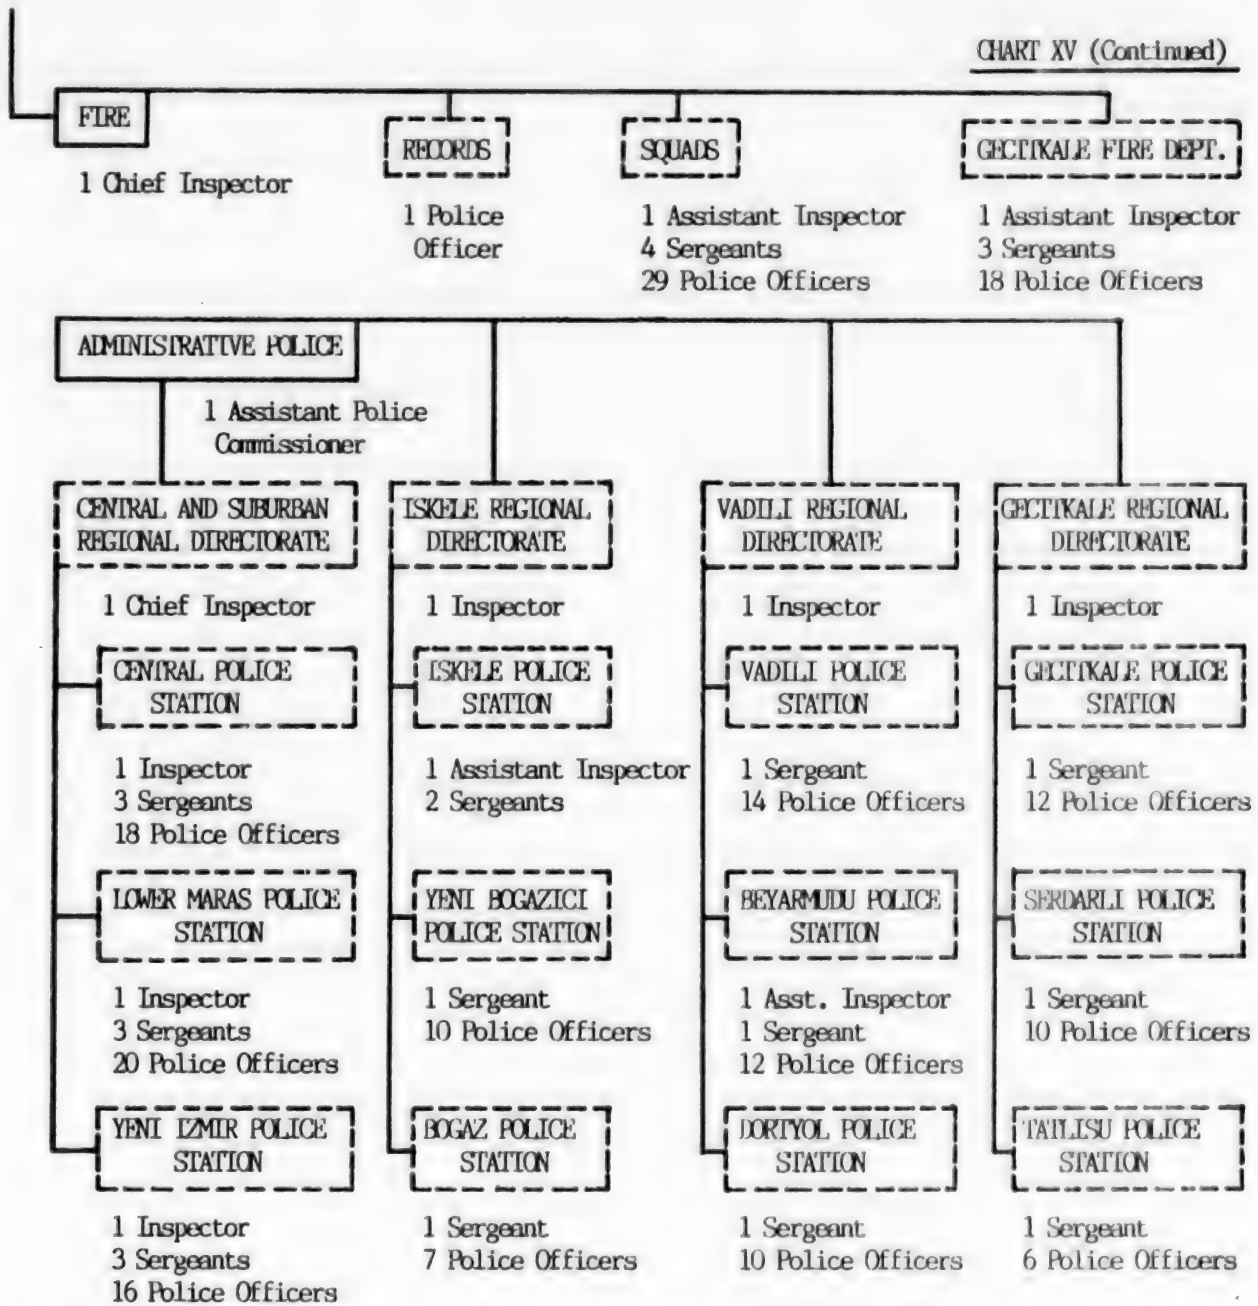 CHART XV (Continued)
FIRE
1 Chief Inspector
RECORDS
1 Police
Officer
SQUADS
1 Assistant Inspector
4 Sergeants
29 Police Officers
GECITKALE FIRE DEPT.
1 Assistant Inspector
3 Sergeants
18 Police Officers
ADMINISTRATIVE POLICE
1 Assistant Police
Commissioner
CENTRAL AND SUBURBAN
REGIONAL DIRECTORATE
1 Chief Inspector
CENTRAL POLICE
STATION
1 Inspector
3 Sergeants
18 Police Officers
LOWER MARAS POLICE
STATION
1 Inspector
3 Sergeants
20 Police Officers
YENI IZMIR POLICE
STATION
1 Inspector
3 Sergeants
16 Police Officers
ISKELE REGIONAL
DIRECTORATE
1 Inspector
ISKELE POLICE
STATION
1 Assistant Inspector
2 Sergeants
YENI BOGAZICI
POLICE STATION
1 Sergeant
10 Police Officers
BOGAZ POLICE
STATION
1 Sergeant
7 Police Officers
VADILI REGIONAL
DIRECTORATE
1 Inspector
VADILI POLICE
STATION
1 Sergeant
14 Police Officers
BEYARMUDU POLICE
STATION
1 Asst. Inspector
1 Sergeant
12 Police Officers
DORTYOL POLICE
STATION
1 Sergeant
10 Police Officers
GECITKALE REGIONAL
DIRECTORATE
1 Inspector
GECITKALE POLICE
STATION
1 Sergeant
12 Police Officers
SERDARLI POLICE
STATION
1 Sergeant
10 Police Officers
TATLISU POLICE
STATION
1 Sergeant
6 Police Officers